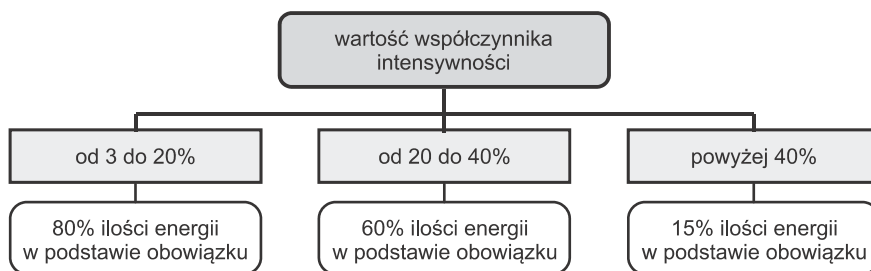 wartość współczynnika
intensywności
od 3 do 20%
od 20 do 40%
powyżej 40%
80% ilości energii
w podstawie obowiązku
60% ilości energii
w podstawie obowiązku
15% ilości energii
w podstawie obowiązku